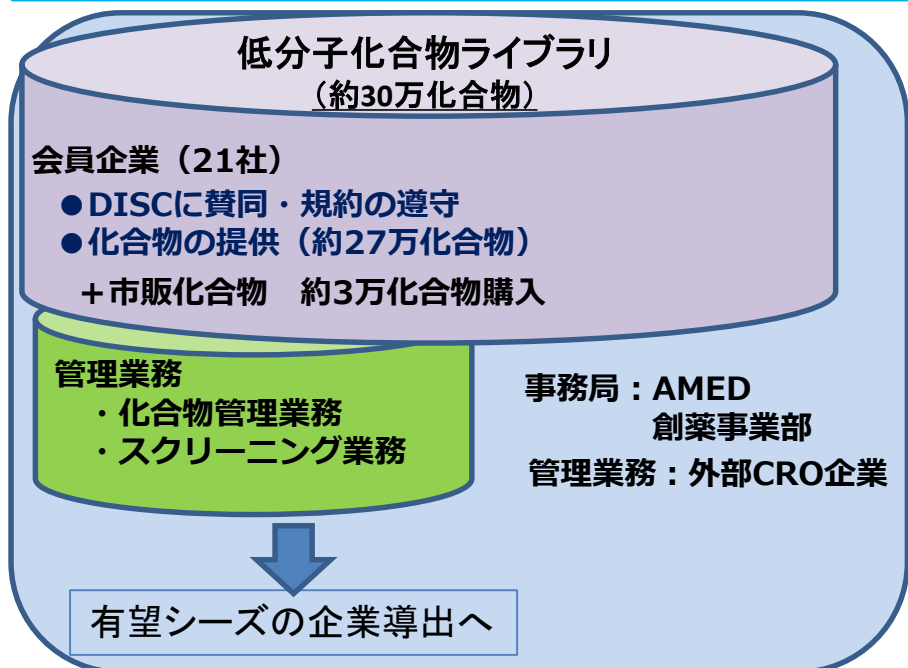 低分子化合物ライブラリ
（約30万化合物）
会員企業（21社）
●DISCに賛同・規約の遵守
●化合物の提供（約27万化合物）
＋市販化合物　約3万化合物購入
管理業務
・化合物管理業務
・スクリーニング業務
事務局：AMED
創薬事業部
管理業務：外部CRO企業
有望シーズの企業導出へ